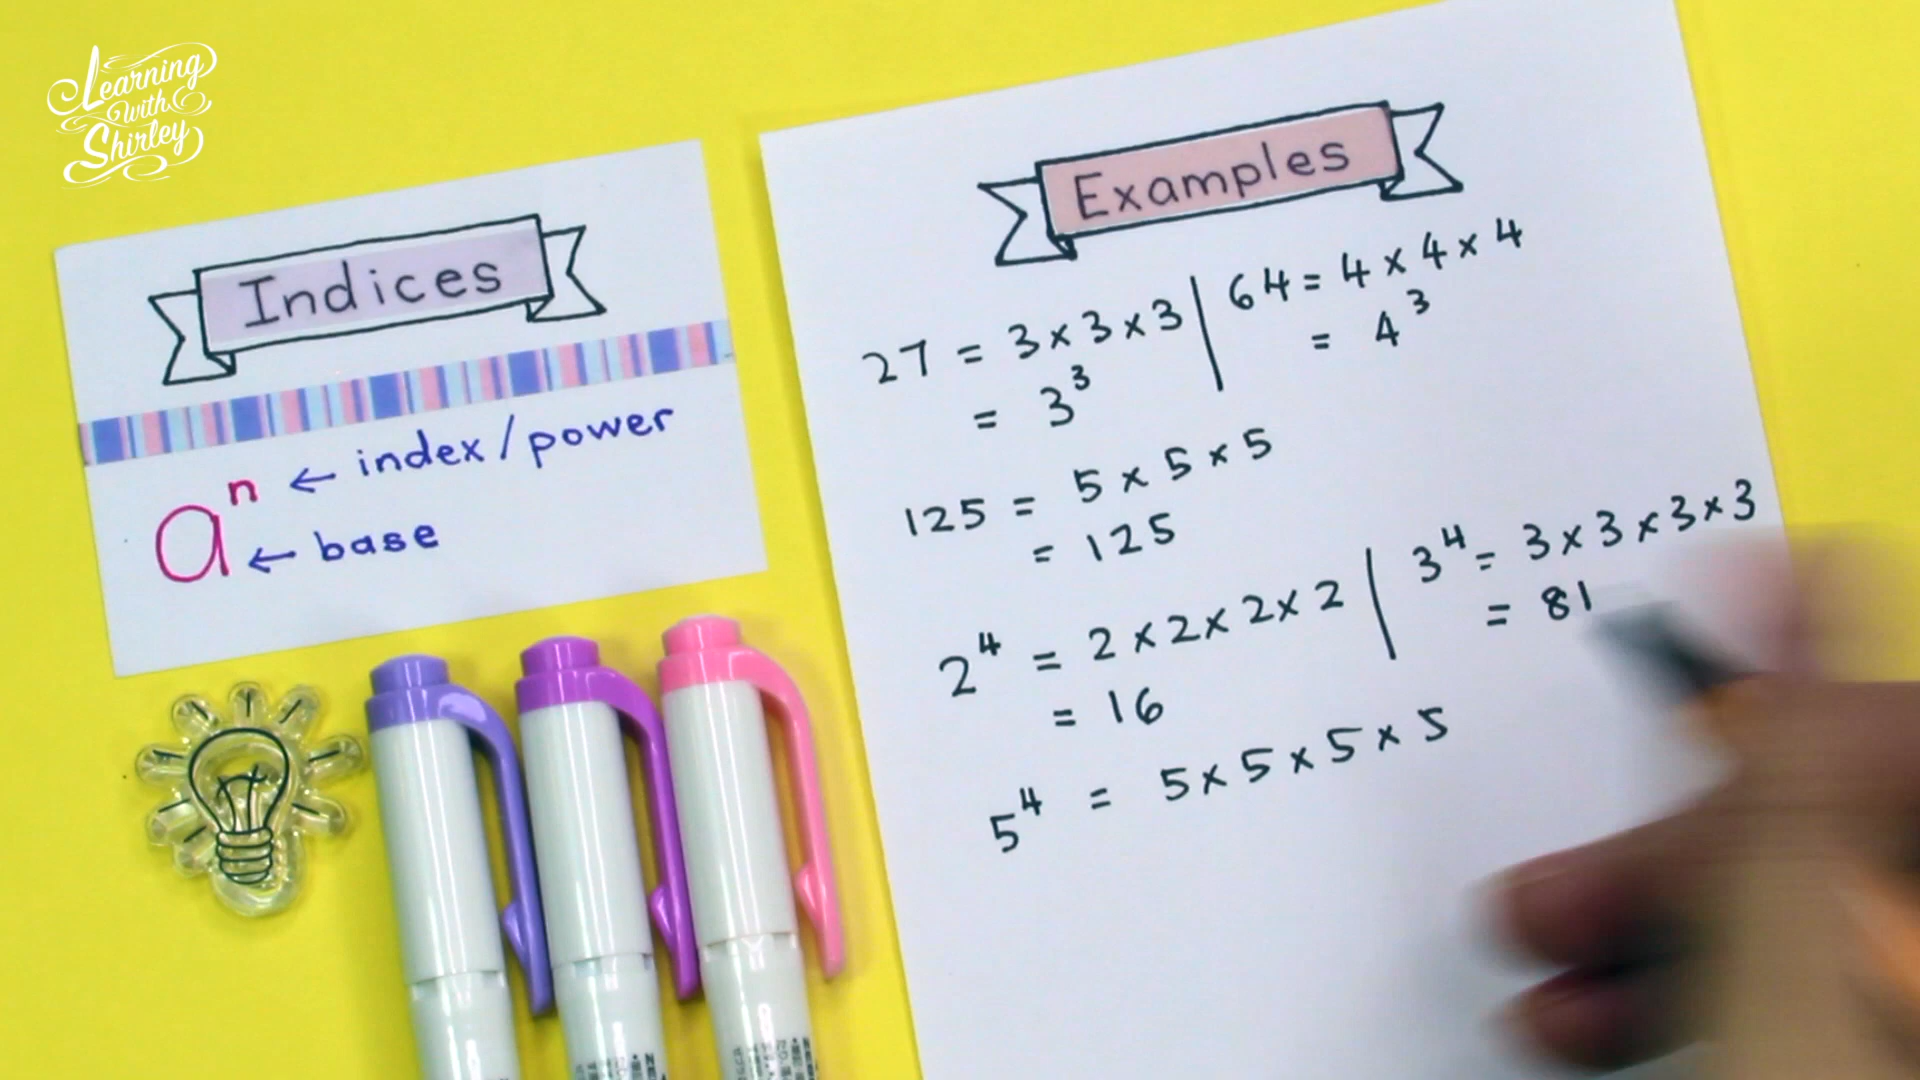 Learning
With
Shirley
Indices
aⁿ ← index/power
← base
Examples
27 = 3 × 3 × 3 | 64 = 4 × 4 × 4
= 3³ | = 4³
125 = 5 × 5 × 5
= 125
2⁴ = 2 × 2 × 2 × 2 | 3⁴ = 3 × 3 × 3 × 3
= 16 | = 81
5⁴ = 5 × 5 × 5 × 5